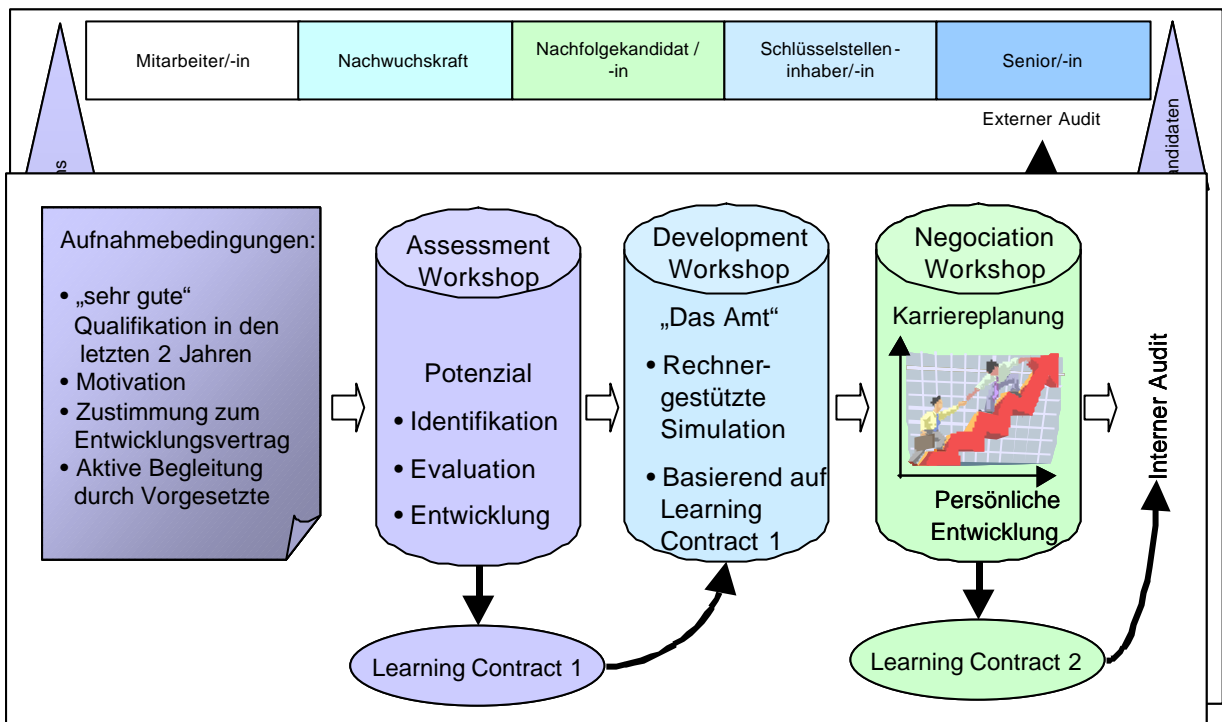 Mitarbeiter/-in
Nachwuchskraft
Nachfolgekandidat /
-in
Schlüsselstellen-
inhaber/-in
Senior/-in
Externer Audit
Aufnahmebedingungen:
• „sehr gute“
Qualifikation in den
letzten 2 Jahren
• Motivation
• Zustimmung zum
Entwicklungsvertrag
• Aktive Begleitung
durch Vorgesetzte
Assessment
Workshop
Potenzial
• Identifikation
• Evaluation
• Entwicklung
Learning Contract 1
Development
Workshop
„Das Amt“
• Rechner-
gestützte
Simulation
• Basierend auf
Learning
Contract 1
Negociation
Workshop
Karriereplanung
Persönliche
Entwicklung
Learning Contract 2
Interner Audit